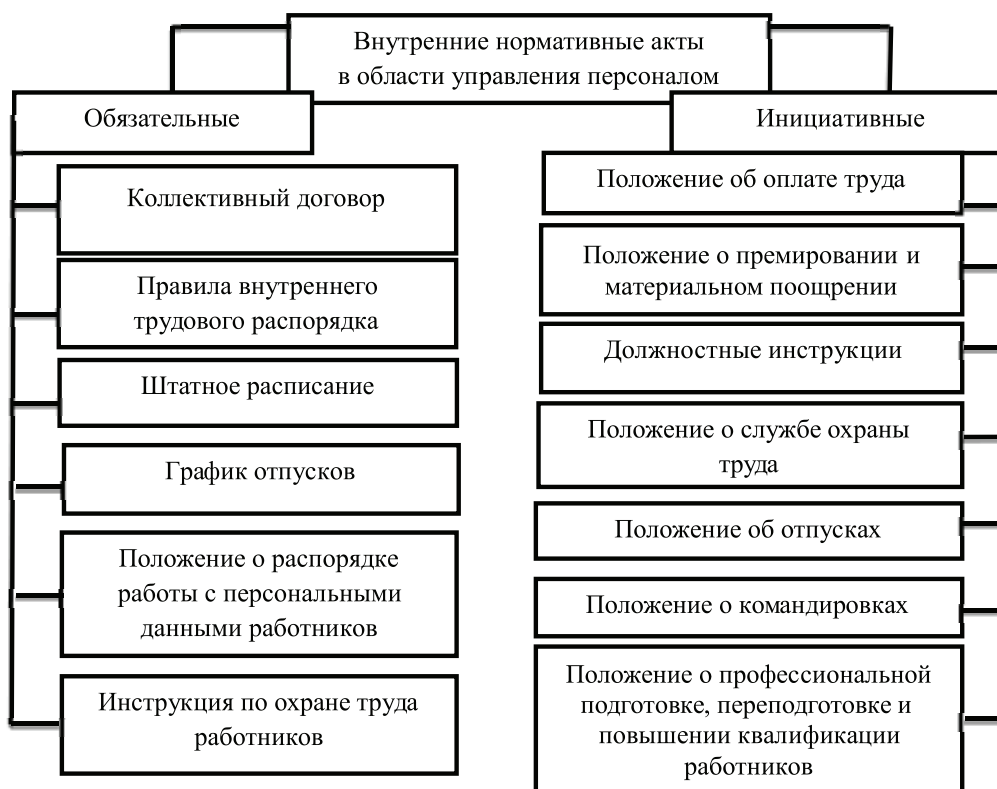 Внутренние нормативные акты
в области управления персоналом
Обязательные
Коллективный договор
Правила внутреннего
трудового распорядка
Штатное расписание
График отпусков
Положение о распорядке
работы с персональными
данными работников
Инструкция по охране труда
работников
Инициативные
Положение об оплате труда
Положение о премировании и
материальном поощрении
Должностные инструкции
Положение о службе охраны
труда
Положение об отпусках
Положение о командировках
Положение о профессиональной
подготовке, переподготовке и
повышении квалификации
работников